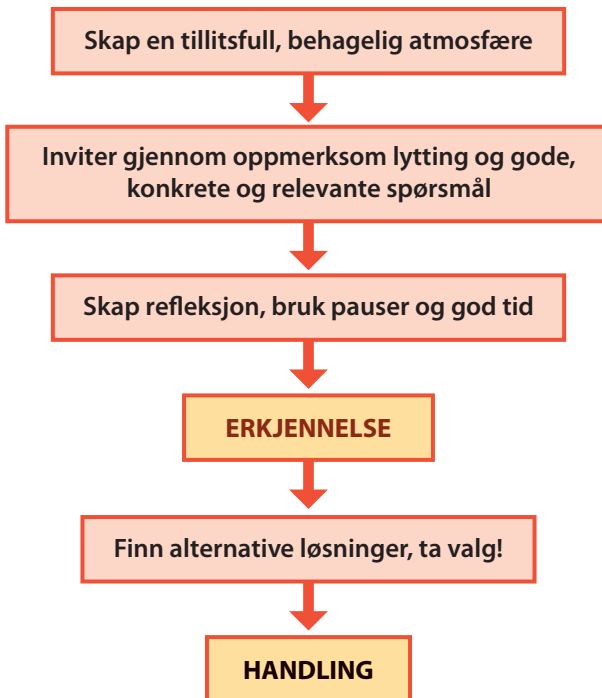 Skap en tillitsfull, behagelig atmosfære
Inviter gjennom oppmerksom lytting og gode,
konkrete og relevante spørsmål
Skap refleksjon, bruk pauser og god tid
ERKJENNELSE
Finn alternative løsninger, ta valg!
HANDLING